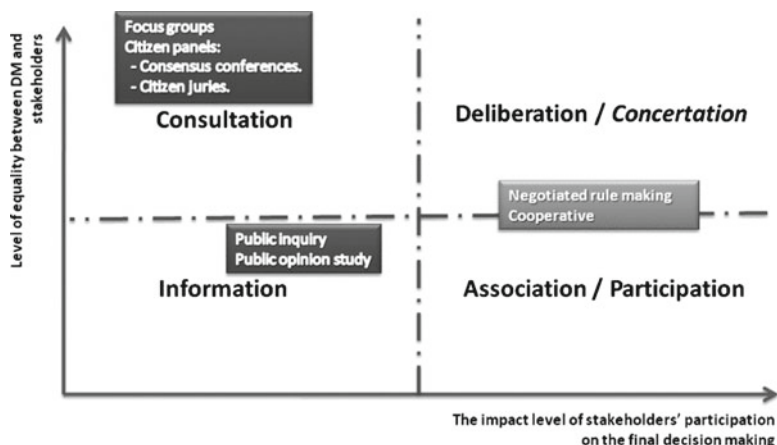 Level of equality between DM and
stakeholders
Focus groups
Citizen panels:
- Consensus conferences.
- Citizen juries.
Consultation
Deliberation / Concertation
Negotiated rule making
Cooperative
Public inquiry
Public opinion study
Information
Association / Participation
The impact level of stakeholders' participation
on the final decision making